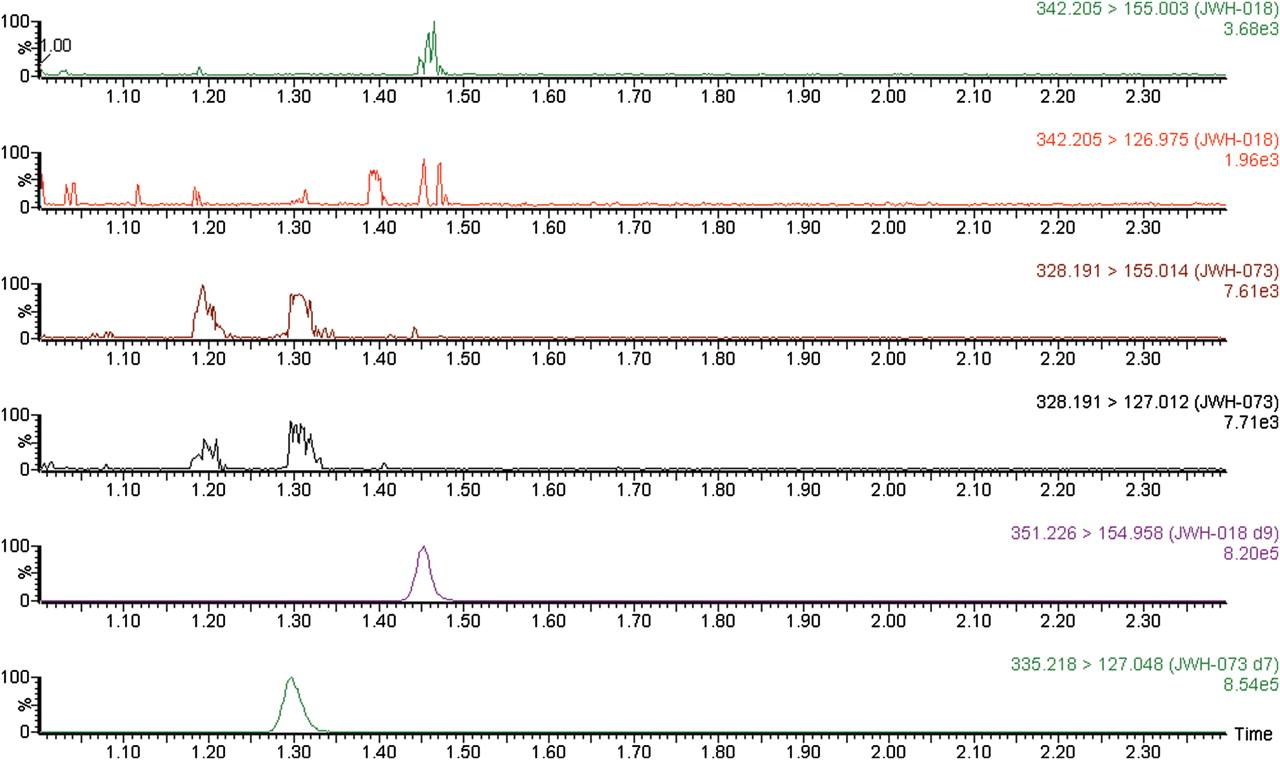 342.205 > 155.003 (JWH-018)
3.68e3
100
%
0
1.00
1.10 1.20 1.30 1.40 1.50 1.60 1.70 1.80 1.90 2.00 2.10 2.20 2.30
342.205 > 126.975 (JWH-018)
1.96e3
100
%
0
1.10 1.20 1.30 1.40 1.50 1.60 1.70 1.80 1.90 2.00 2.10 2.20 2.30
328.191 > 155.014 (JWH-073)
7.61e3
100
%
0
1.10 1.20 1.30 1.40 1.50 1.60 1.70 1.80 1.90 2.00 2.10 2.20 2.30
328.191 > 127.012 (JWH-073)
7.71e3
100
%
0
1.10 1.20 1.30 1.40 1.50 1.60 1.70 1.80 1.90 2.00 2.10 2.20 2.30
351.226 > 154.958 (JWH-018 d9)
8.20e5
100
%
0
1.10 1.20 1.30 1.40 1.50 1.60 1.70 1.80 1.90 2.00 2.10 2.20 2.30
335.218 > 127.048 (JWH-073 d7)
8.54e5
100
%
0
Time
1.10 1.20 1.30 1.40 1.50 1.60 1.70 1.80 1.90 2.00 2.10 2.20 2.30